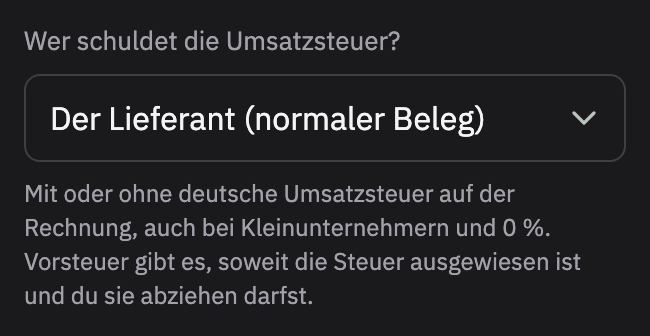 Wer schuldet die Umsatzsteuer?
Der Lieferant (normaler Beleg)
Mit oder ohne deutsche Umsatzsteuer auf der
Rechnung, auch bei Kleinunternehmern und 0 %.
Vorsteuer gibt es, soweit die Steuer ausgewiesen ist
und du sie abziehen darfst.